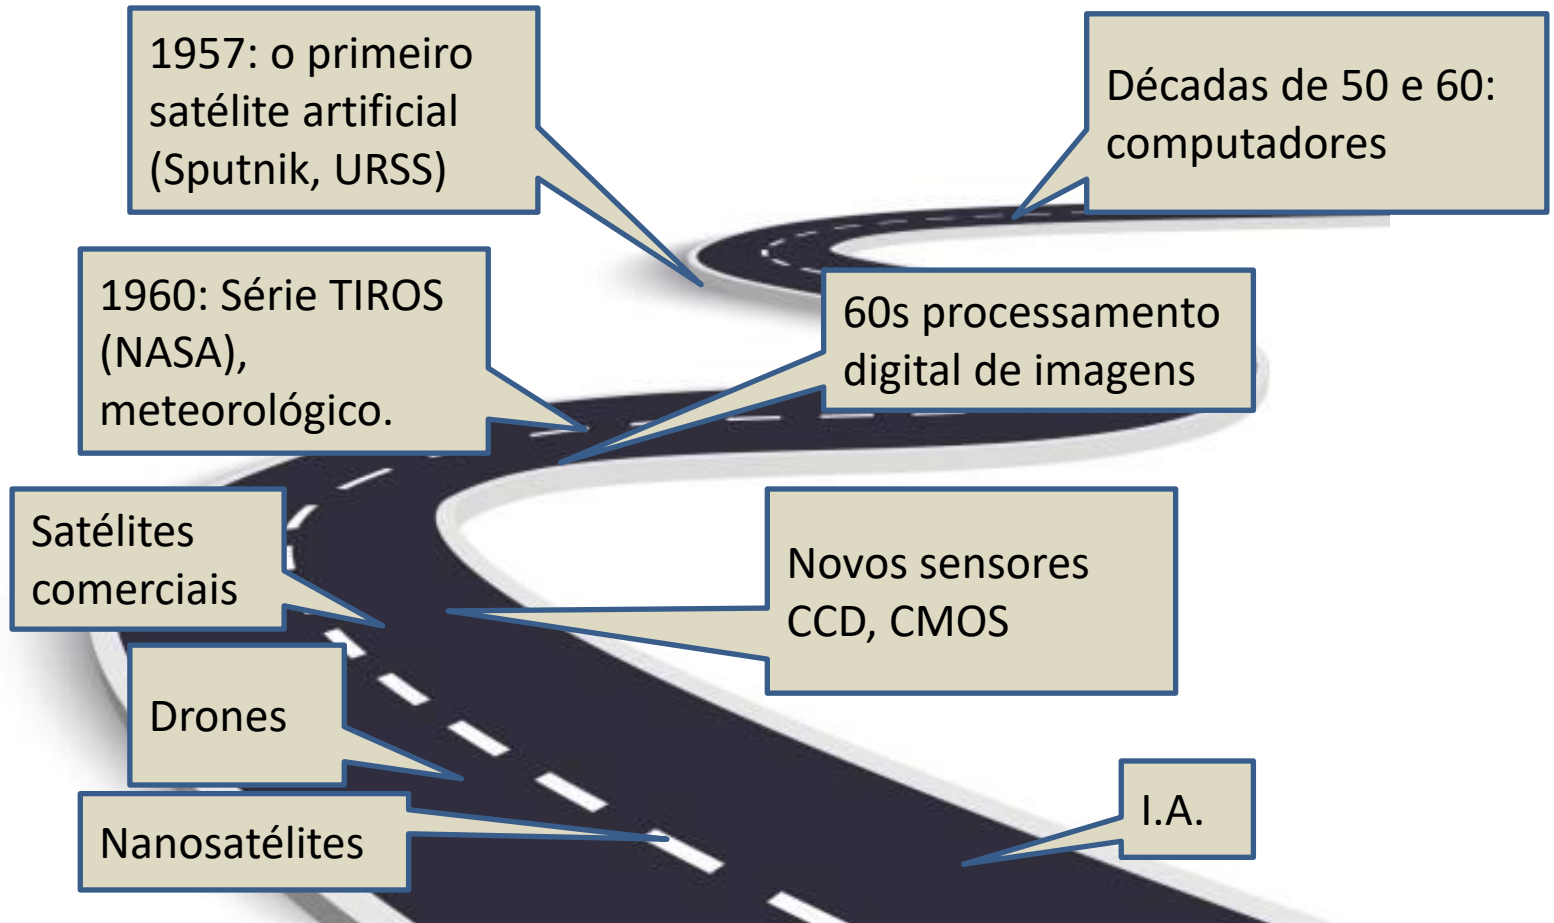 1957: o primeiro
satélite artificial
(Sputnik, URSS)
Décadas de 50 e 60:
computadores
1960: Série TIROS
(NASA),
meteorológico.
60s processamento
digital de imagens
Satélites
comerciais
Novos sensores
CCD, CMOS
Drones
Nanosatélites
I.A.